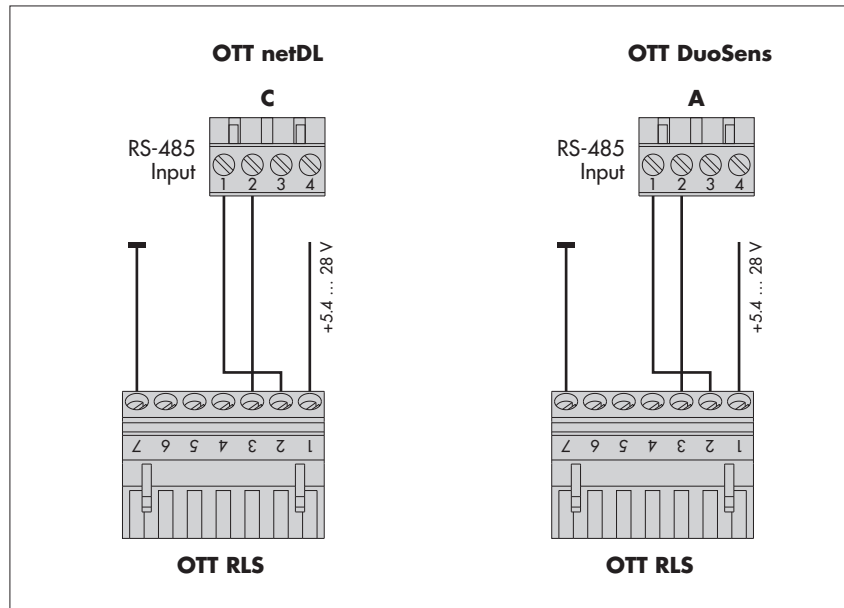 OTT netDL
C
RS-485
Input
1 2 3 4
+5.4 ... 28 V
7 6 5 4 3 2 1
OTT RLS
OTT DuoSens
A
RS-485
Input
1 2 3 4
+5.4 ... 28 V
7 6 5 4 3 2 1
OTT RLS